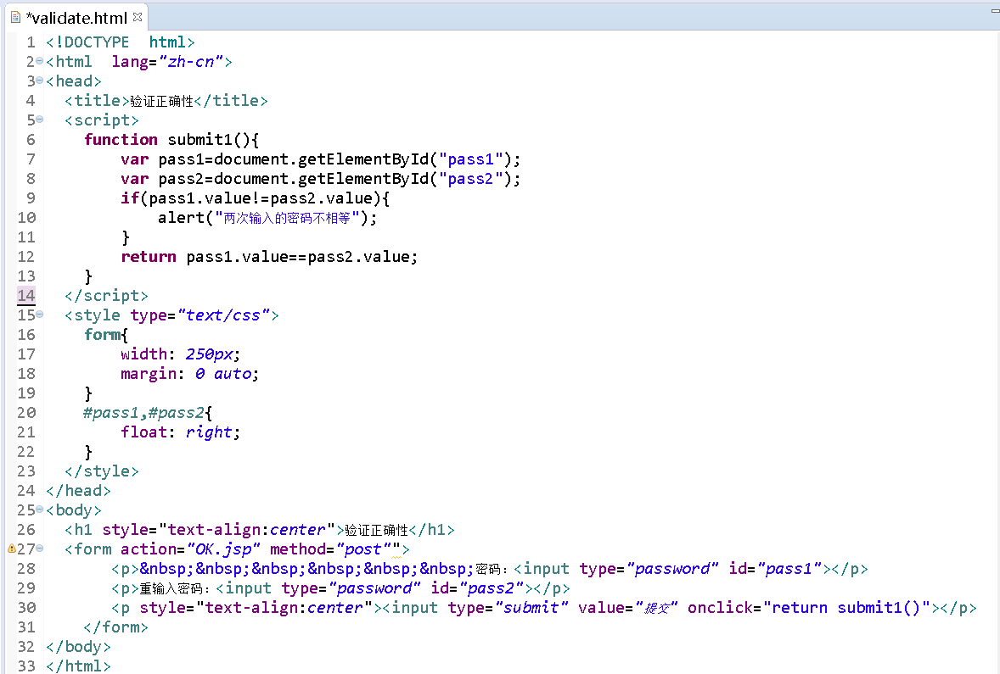 *validate.html
1 <!DOCTYPE  html>
2 <html  lang="zh-cn">
3 <head>
4   <title>验证正确性</title>
5   <script>
6     function submit1(){
7         var pass1=document.getElementById("pass1");
8         var pass2=document.getElementById("pass2");
9         if(pass1.value!=pass2.value){
10             alert("两次输入的密码不相等");
11         }
12         return pass1.value==pass2.value;
13     }
14   </script>
15   <style type="text/css">
16     form{
17         width: 250px;
18         margin: 0 auto;
19     }
20     #pass1,#pass2{
21         float: right;
22     }
23   </style>
24 </head>
25 <body>
26   <h1 style="text-align:center">验证正确性</h1>
27   <form action="OK.jsp" method="post"">
28        <p>&nbsp;&nbsp;&nbsp;&nbsp;&nbsp;&nbsp;密码：<input type="password" id="pass1"></p>
29        <p>重输入密码：<input type="password" id="pass2"></p>
30        <p style="text-align:center"><input type="submit" value="提交" onclick="return submit1()"></p>
31     </form>
32 </body>
33 </html>